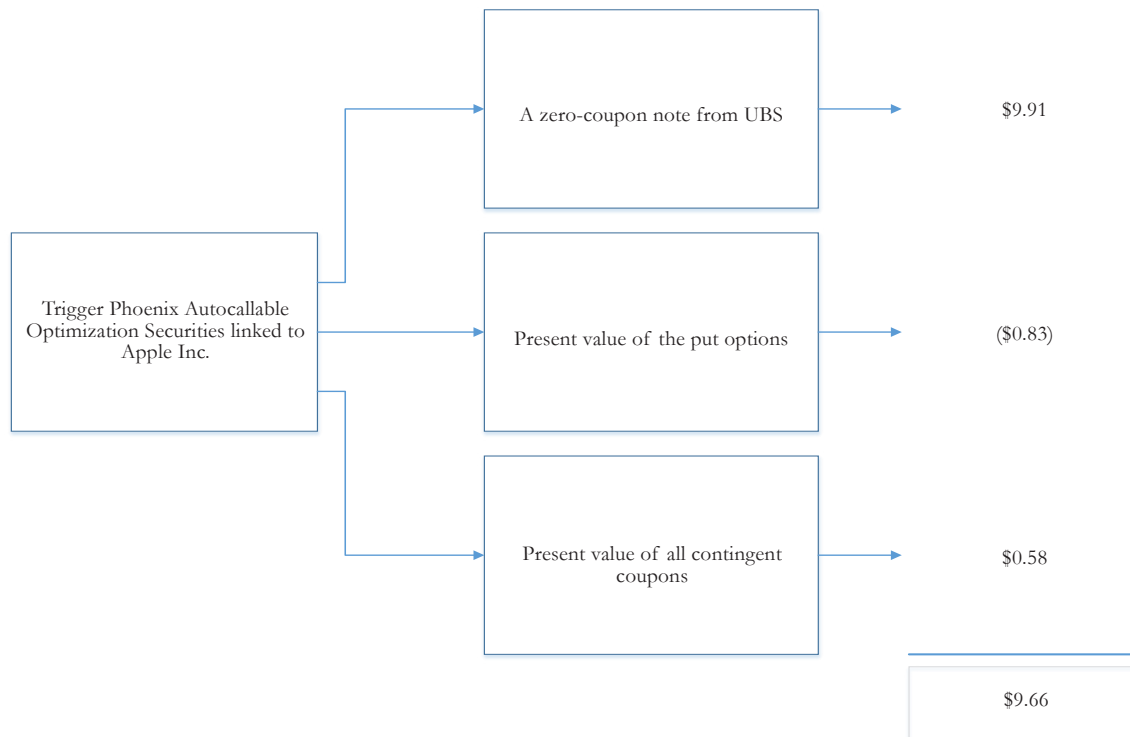 A zero-coupon note from UBS
$9.91
Trigger Phoenix Autocallable
Optimization Securities linked to
Apple Inc.
Present value of the put options
($0.83)
Present value of all contingent
coupons
$0.58
$9.66